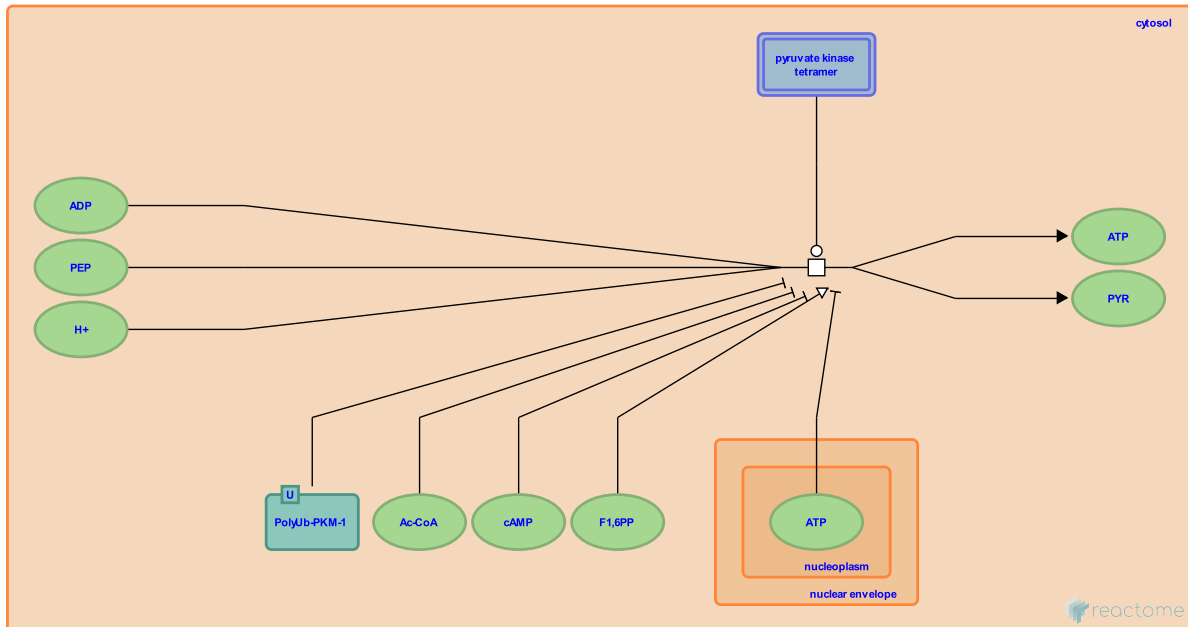 cytosol
pyruvate kinase
tetramer
ADP
PEP
H+
ATP
PYR
U
PolyUb-PKM-1
Ac-CoA
cAMP
F1,6PP
ATP
nucleoplasm
nuclear envelope
reactome